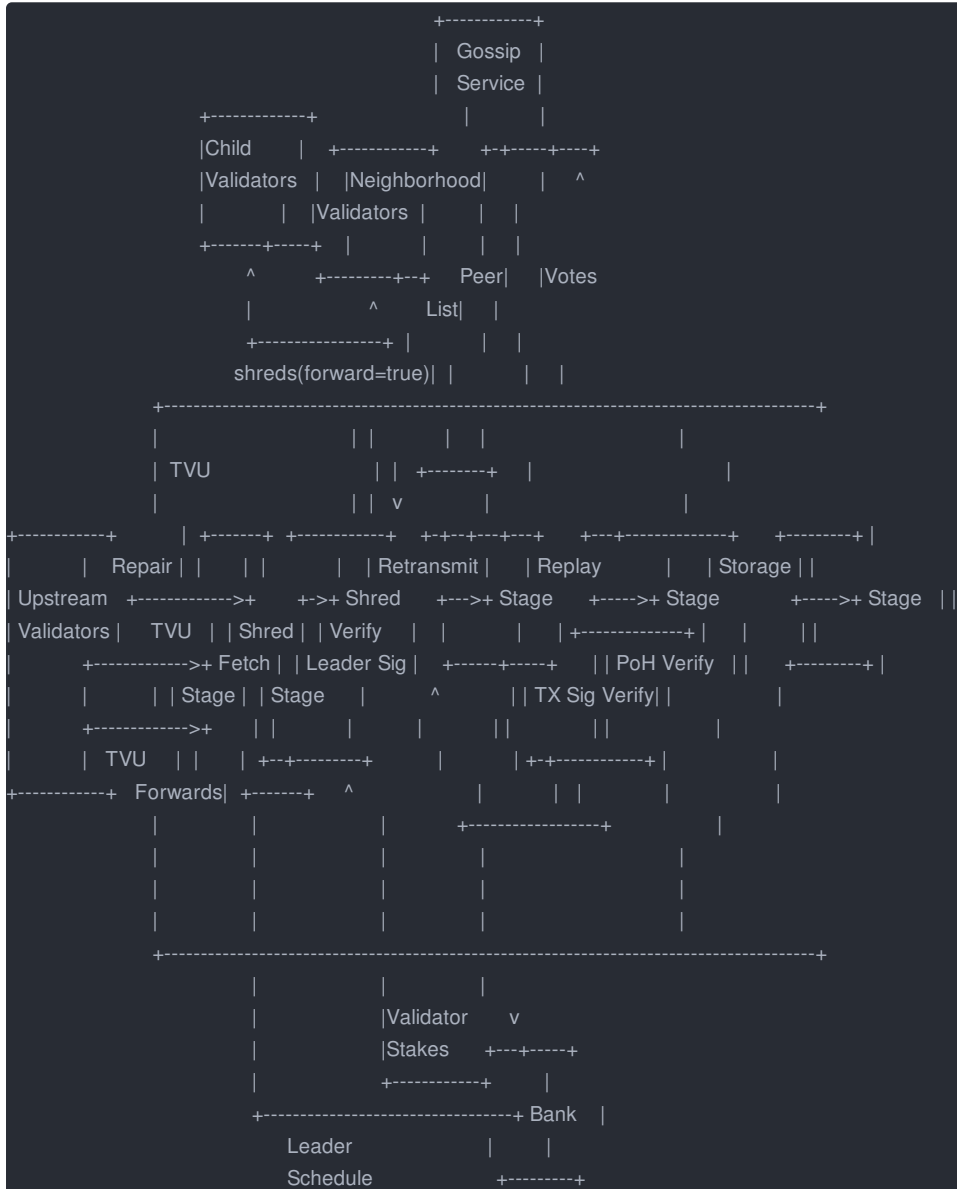 +------------+
| Gossip |
| Service |
+-------------+ | |
|Child | +------------+ +-+-----+----+
|Validators | |Neighborhood| | ^
| | |Validators | | |
+-------+-----+ | | | |
^ +---------+--+ Peer| |Votes
| ^ List| |
+-----------------+ | | |
shreds(forward=true)| | | |
+---------------------------------------------------------------------------------+
| | | | | |
| TVU | | +--------+ | |
| | | v | |
+------------+ | +-------+ +------------+ +-+--+---+---+ +---+--------------+ +---------+ |
| | Repair | | | | | | Retransmit | | Replay | | Storage | |
| Upstream +------------->+ +->+ Shred +--->+ Stage +----->+ Stage +----->+ Stage | |
| Validators | TVU | | Shred | | Verify | | | | +--------------+ | | | |
| +------------->+ Fetch | | Leader Sig | +------+-----+ | | PoH Verify | | +---------+ |
| | | | Stage | | Stage | ^ | | TX Sig Verify| | |
| +------------->+ | | | | | | | | |
| | TVU | | | +--+---------+ | | +-+------------+ | |
+------------+ Forwards| +-------+ ^ | | | | |
| | | +------------------+ |
| | | | |
| | | | |
| | | | |
+---------------------------------------------------------------------------------+
| | |
| |Validator v
| |Stakes +---+-----+
| +------------+ |
+--------------------------------+ Bank |
Leader | |
Schedule +---------+